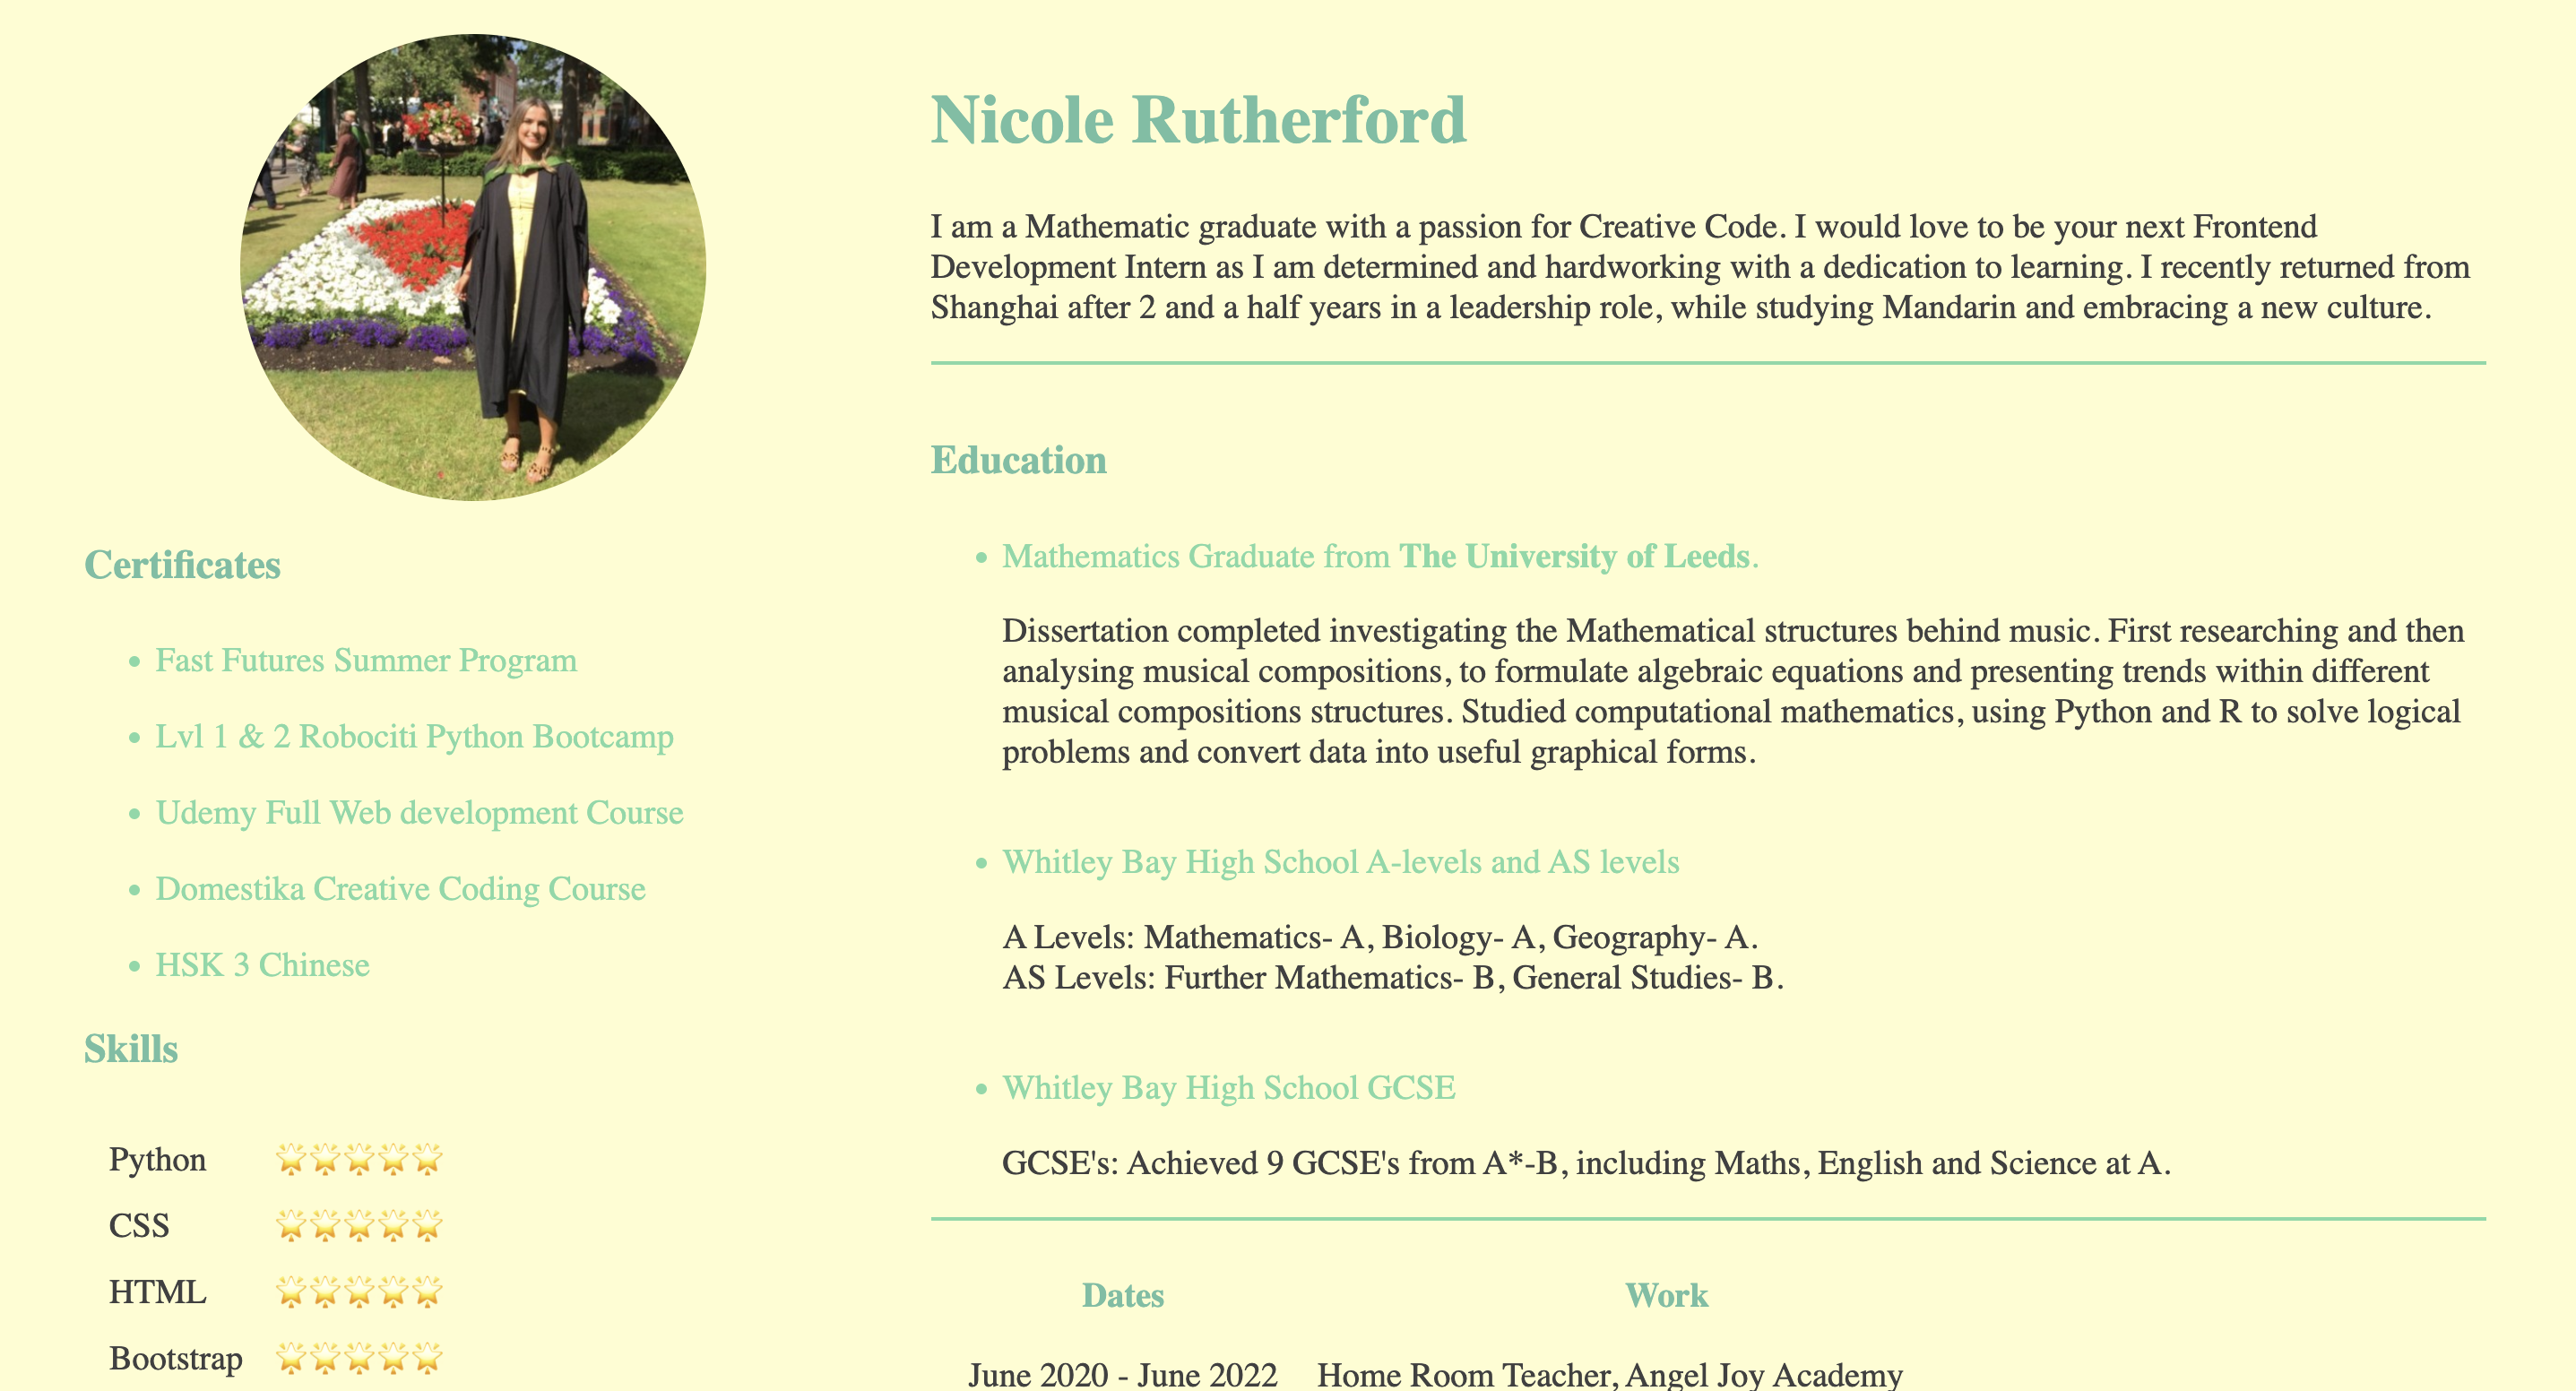 Nicole Rutherford
I am a Mathematic graduate with a passion for Creative Code. I would love to be your next Frontend
Development Intern as I am determined and hardworking with a dedication to learning. I recently returned from
Shanghai after 2 and a half years in a leadership role, while studying Mandarin and embracing a new culture.
Certificates
Fast Futures Summer Program
Lvl 1 & 2 Robociti Python Bootcamp
Udemy Full Web development Course
Domestika Creative Coding Course
HSK 3 Chinese
Skills
Python 🌟🌟🌟🌟🌟
CSS 🌟🌟🌟🌟🌟
HTML 🌟🌟🌟🌟🌟
Bootstrap 🌟🌟🌟🌟🌟
Education
Mathematics Graduate from The University of Leeds.
Dissertation completed investigating the Mathematical structures behind music. First researching and then
analysing musical compositions, to formulate algebraic equations and presenting trends within different
musical compositions structures. Studied computational mathematics, using Python and R to solve logical
problems and convert data into useful graphical forms.
Whitley Bay High School A-levels and AS levels
A Levels: Mathematics- A, Biology- A, Geography- A.
AS Levels: Further Mathematics- B, General Studies- B.
Whitley Bay High School GCSE
GCSE's: Achieved 9 GCSE's from A*-B, including Maths, English and Science at A.
Dates Work
June 2020 - June 2022 Home Room Teacher, Angel Joy Academy